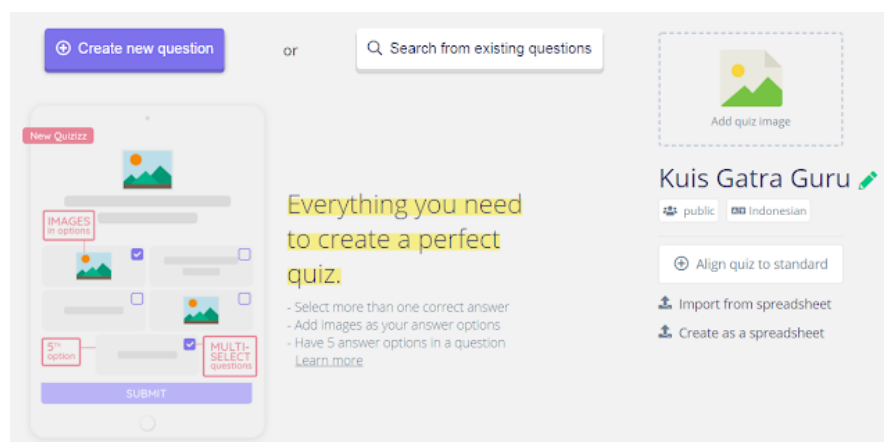 Create new question
or
Search from existing questions
New Quizizz
IMAGES
in options
5th
option
MULTI-
SELECT
questions
SUBMIT
Everything you need
to create a perfect
quiz.
- Select more than one correct answer
- Add images as your answer options
- Have 5 answer options in a question
Learn more
Add quiz image
Kuis Gatra Guru
public Indonesian
Align quiz to standard
Import from spreadsheet
Create as a spreadsheet